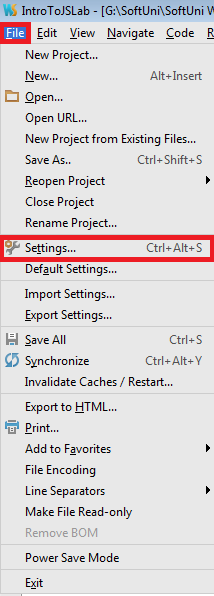 IntroToJSLab - [G:\SoftUni\SoftUni W
File Edit View Navigate Code R
New Project...
New... Alt+Insert
Open...
Open URL...
New Project from Existing Files...
Save As.. Ctrl+Shift+S
Reopen Project
Close Project
Rename Project...
Settings... Ctrl+Alt+S
Default Settings...
Import Settings...
Export Settings...
Save All Ctrl+S
Synchronize Ctrl+Alt+Y
Invalidate Caches / Restart...
Export to HTML...
Print...
Add to Favorites
File Encoding
Line Separators
Make File Read-only
Remove BOM
Power Save Mode
Exit